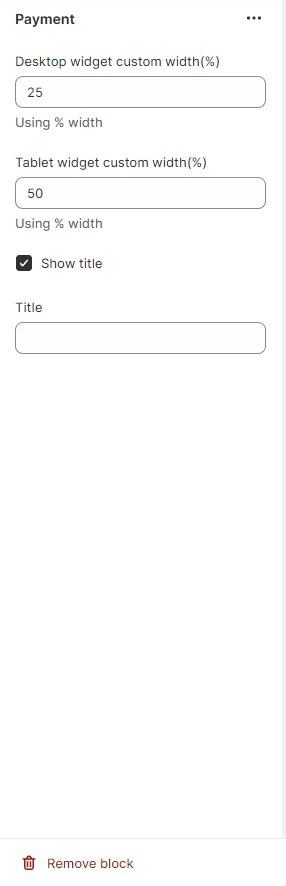 Payment
Desktop widget custom width(%)
25
Using % width
Tablet widget custom width(%)
50
Using % width
Show title
Title
Remove block